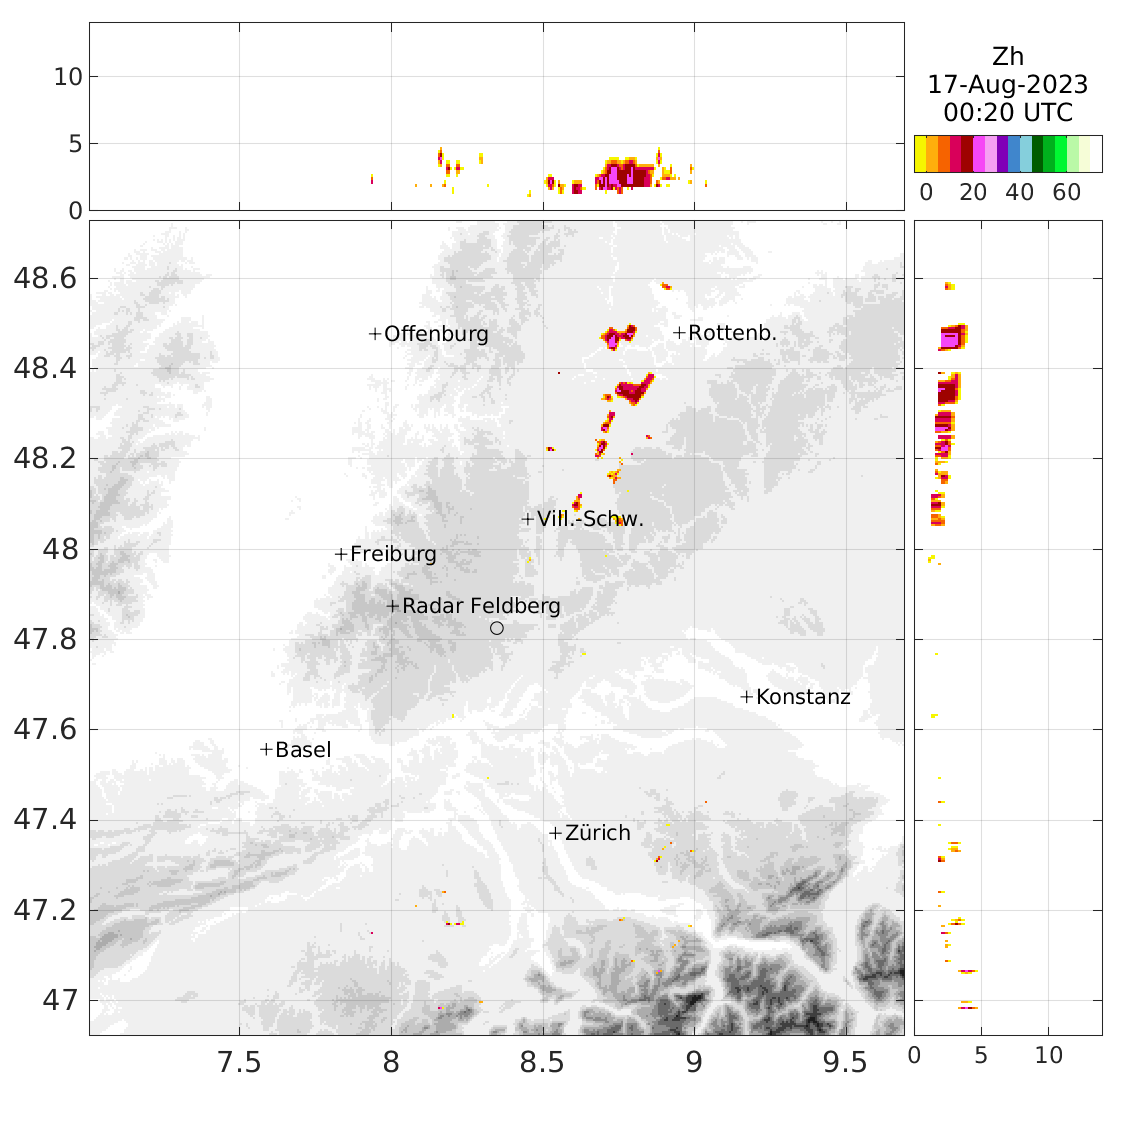 10
5
0
Zh
17-Aug-2023
00:20 UTC
0 20 40 60
48.6
48.4
48.2
48
47.8
47.6
47.4
47.2
47
Offenburg
Rottenb.
Vill.-Schw.
Freiburg
Radar Feldberg
Konstanz
Basel
Zürich
7.5 8 8.5 9 9.5
0 5 10